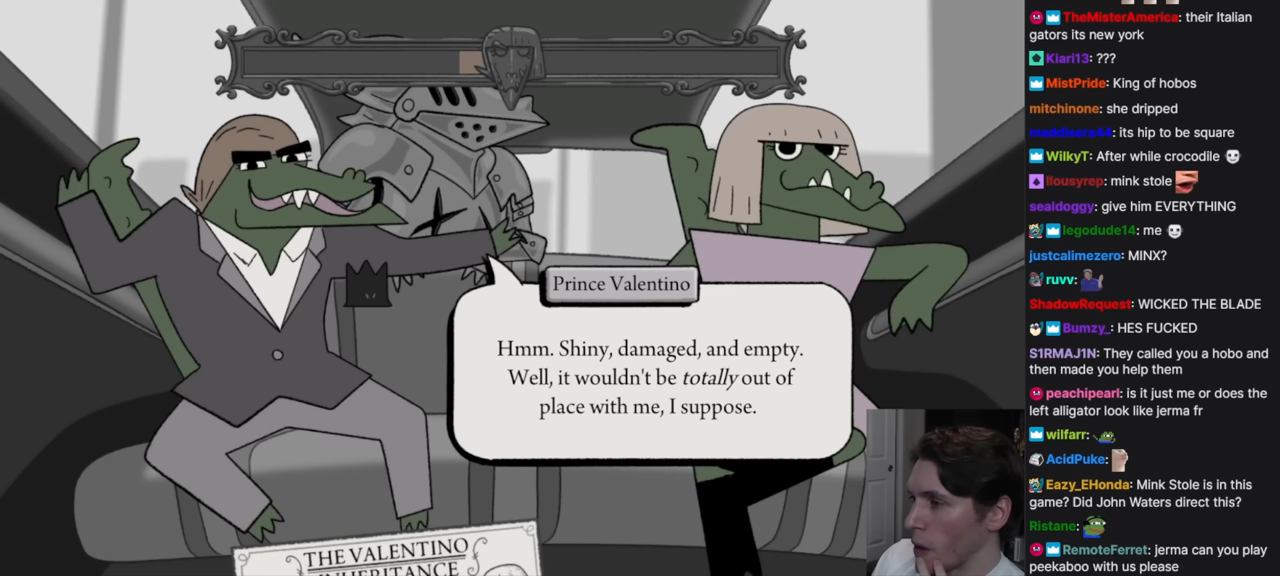 Prince Valentino
Hmm. Shiny, damaged, and empty.
Well, it wouldn't be totally out of
place with me, I suppose.
THE VALENTINO
INHERITANCE
TheMisterAmerica: their Italian
gators its new york
Kiari13: ???
MistPride: King of hobos
mitchinone: she dripped
its hip to be square
WilkyT: After while crocodile
llousyrep: mink stole
sealdoggy: give him EVERYTHING
legodude14: me
justcalimezero: MINX?
ruvv:
ShadowRequest: WICKED THE BLADE
Bumzy_: HES FUCKED
S1RMAJ1N: They called you a hobo and
then made you help them
peachipearl: is it just me or does the
left alligator look like jerma fr
wilfarr:
AcidPuke:
Eazy_EHonda: Mink Stole is in this
game? Did John Waters direct this?
Ristane:
RemoteFerret: jerma can you play
peekaboo with us please